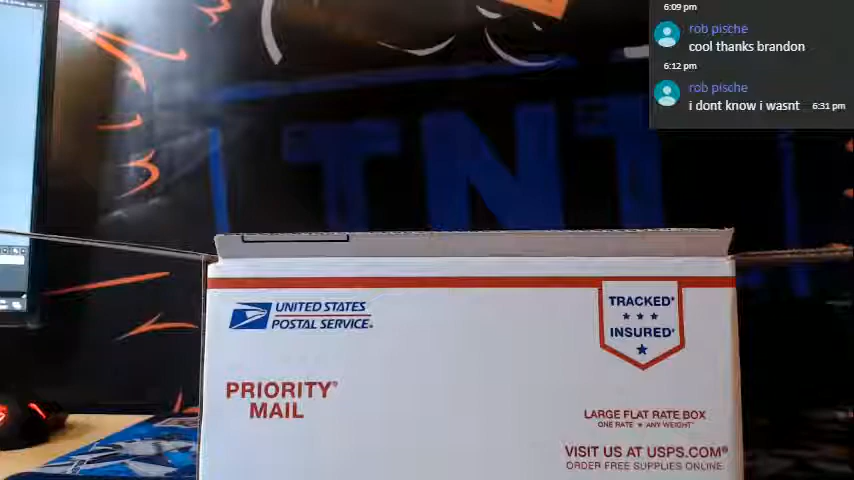 6:09 pm
rob pische
cool thanks brandon
6:12 pm
rob pische
i dont know i wasnt 6:31 pm
TNT
UNITED STATES
POSTAL SERVICE®
TRACKED*
INSURED*
PRIORITY®
MAIL
LARGE FLAT RATE BOX
ONE RATE ★ ANY WEIGHT*
VISIT US AT USPS.COM®
ORDER FREE SUPPLIES ONLINE